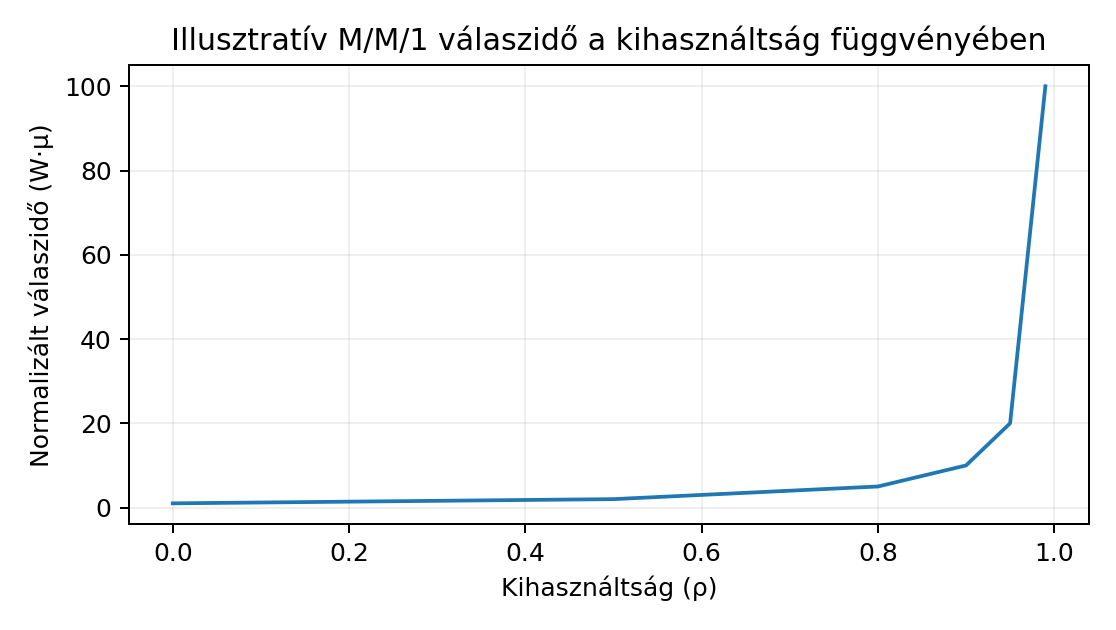 Illusztratív M/M/1 válaszidő a kihasználtság függvényében
Normalizált válaszidő (W·μ)
100
80
60
40
20
0
0.0 0.2 0.4 0.6 0.8 1.0
Kihasználtság (ρ)